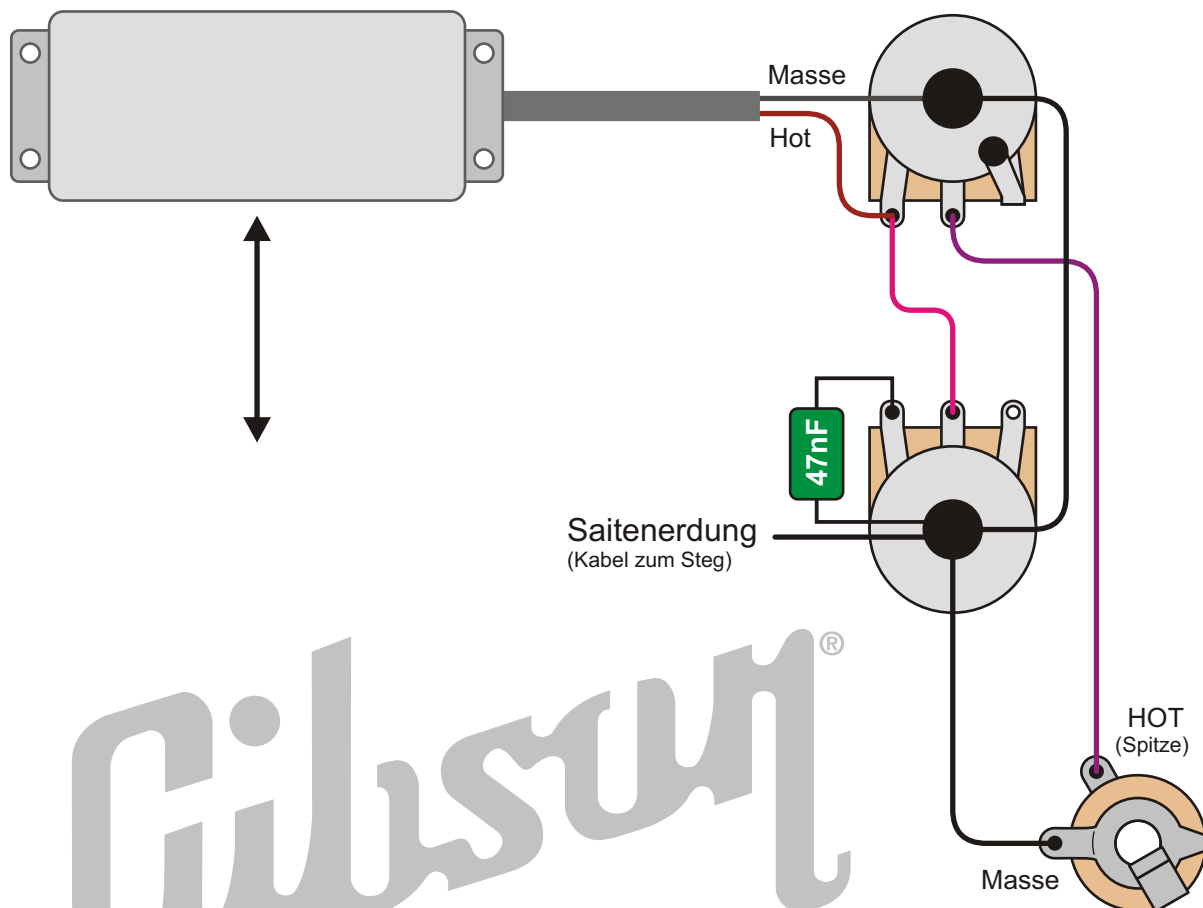 Masse
Hot
47nF
Saitenerdung
(Kabel zum Steg)
Gibson®
HOT
(Spitze)
Masse